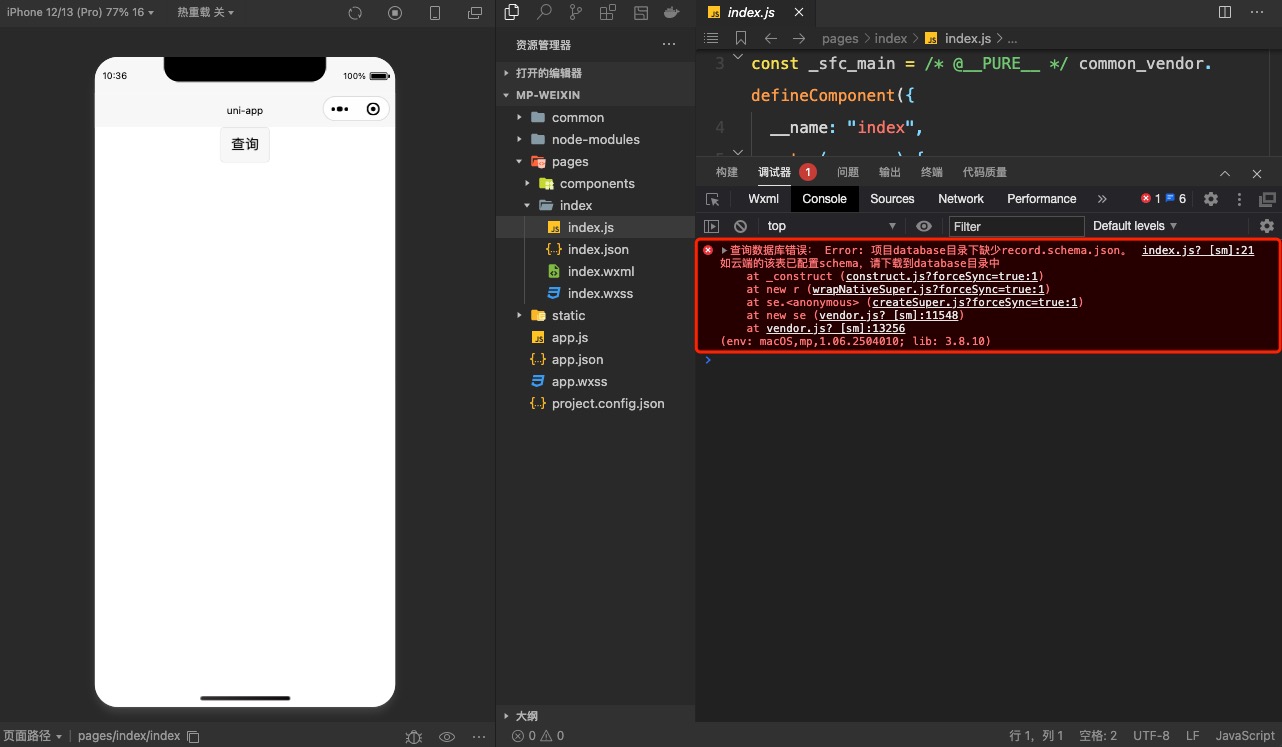 iPhone 12/13 (Pro) 77% 16
热重载 关
10:36
100%
uni-app
查询
页面路径
pages/index/index
资源管理器
打开的编辑器
MP-WEIXIN
common
node-modules
pages
components
index
index.js
index.json
index.wxml
index.wxss
static
app.js
app.json
app.wxss
project.config.json
大纲
0 0
index.js
pages > index > index.js > ...
3 const _sfc_main = /* @__PURE__ */ common_vendor.
defineComponent({
4 __name: "index",
构建 调试器 1 问题 输出 终端 代码质量
Wxml Console Sources Network Performance 1 6
top Filter Default levels
查询数据库错误： Error: 项目database目录下缺少record.schema.json。 index.js? [sm]:21
如云端的该表已配置schema，请下载到database目录中
at _construct (construct.js?forceSync=true:1)
at new r (wrapNativeSuper.js?forceSync=true:1)
at se.<anonymous> (createSuper.js?forceSync=true:1)
at new se (vendor.js? [sm]:11548)
at vendor.js? [sm]:13256
(env: macOS,mp,1.06.2504010; lib: 3.8.10)
行 1，列 1 空格: 2 UTF-8 LF JavaScript